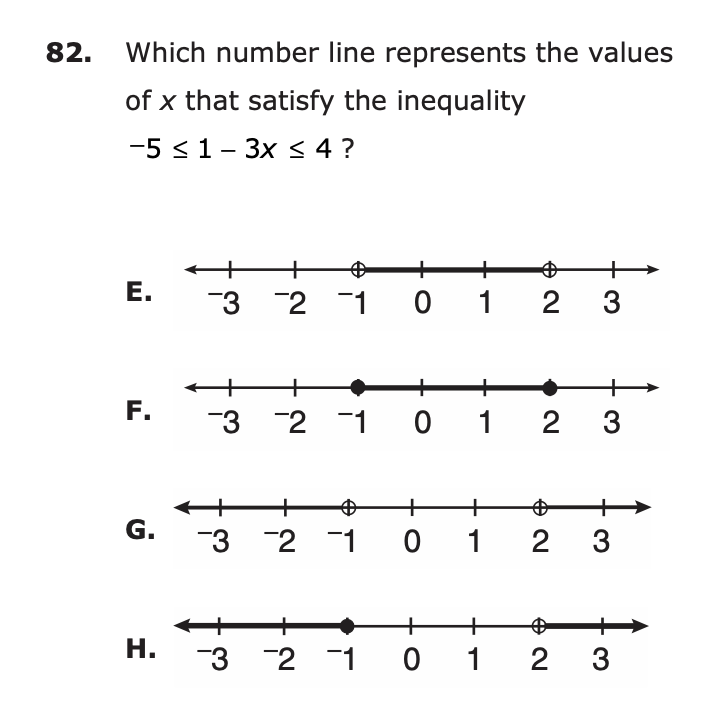 82. Which number line represents the values
of x that satisfy the inequality
⁻5 ≤ 1 – 3x ≤ 4 ?
E. ⁻3 ⁻2 ⁻1 0 1 2 3
F. ⁻3 ⁻2 ⁻1 0 1 2 3
G. ⁻3 ⁻2 ⁻1 0 1 2 3
H. ⁻3 ⁻2 ⁻1 0 1 2 3